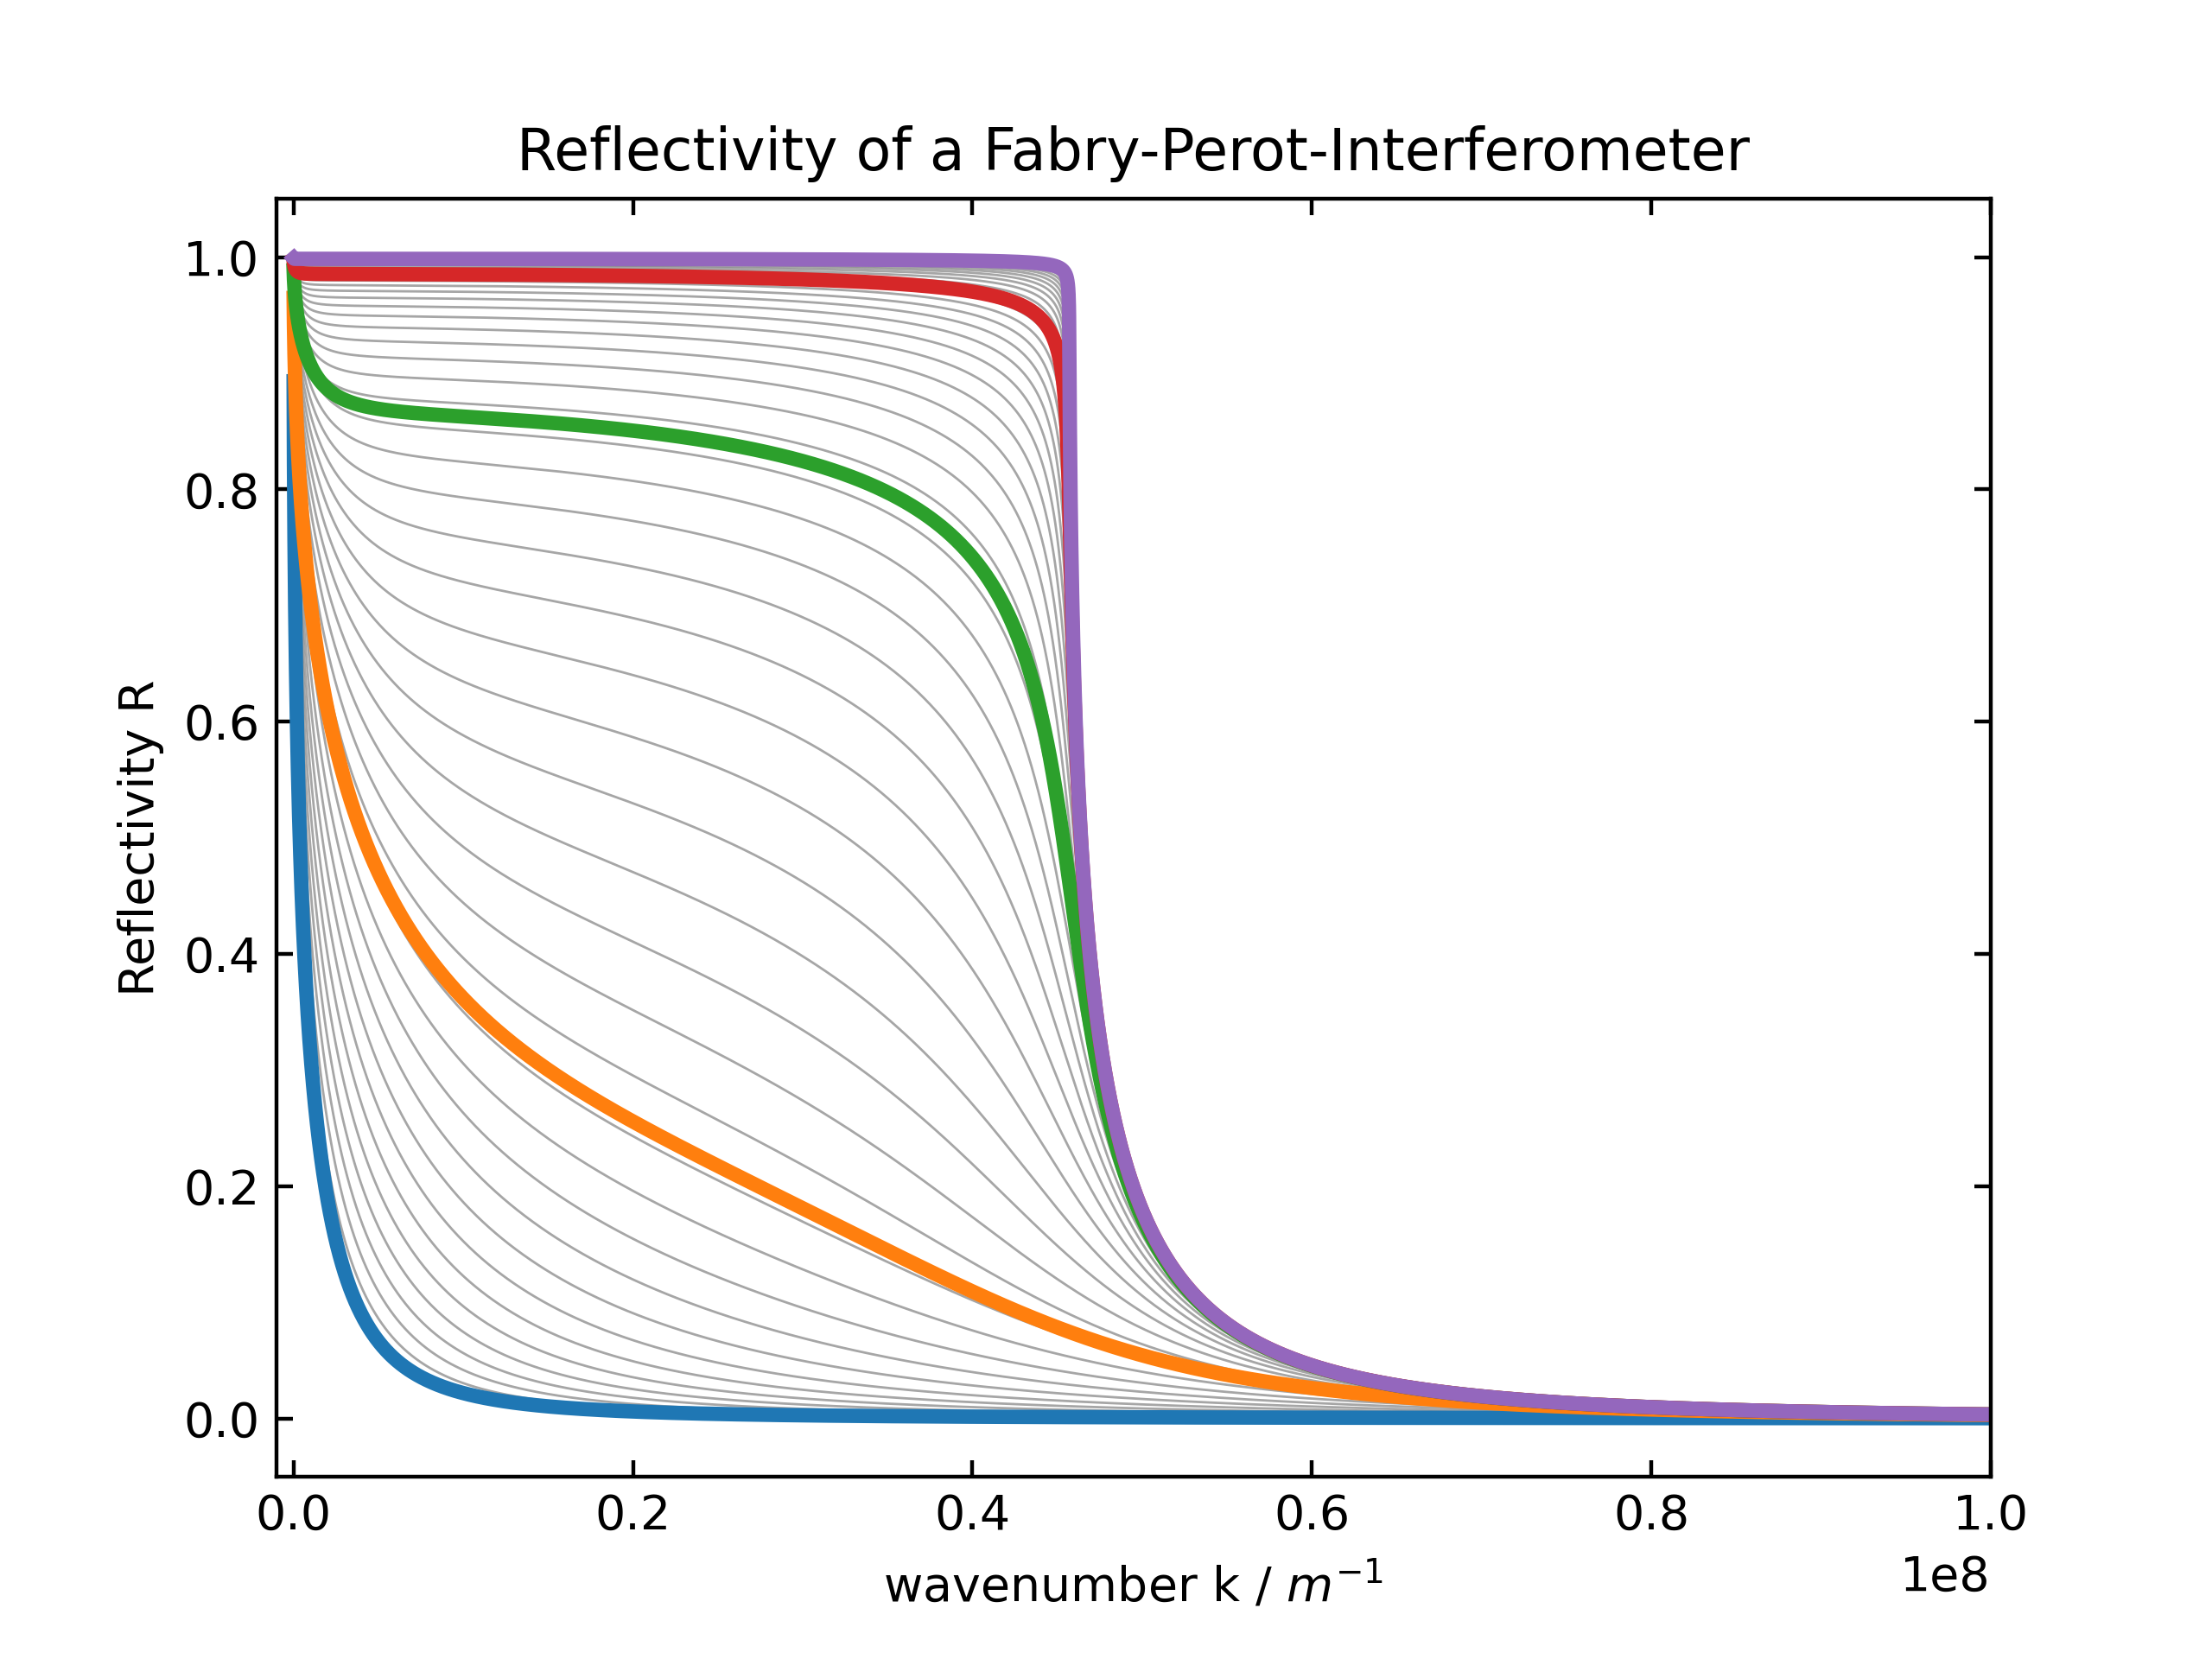 Reflectivity of a Fabry-Perot-Interferometer
Reflectivity R
1.0
0.8
0.6
0.4
0.2
0.0
0.0 0.2 0.4 0.6 0.8 1.0
1e8
wavenumber k / m⁻¹